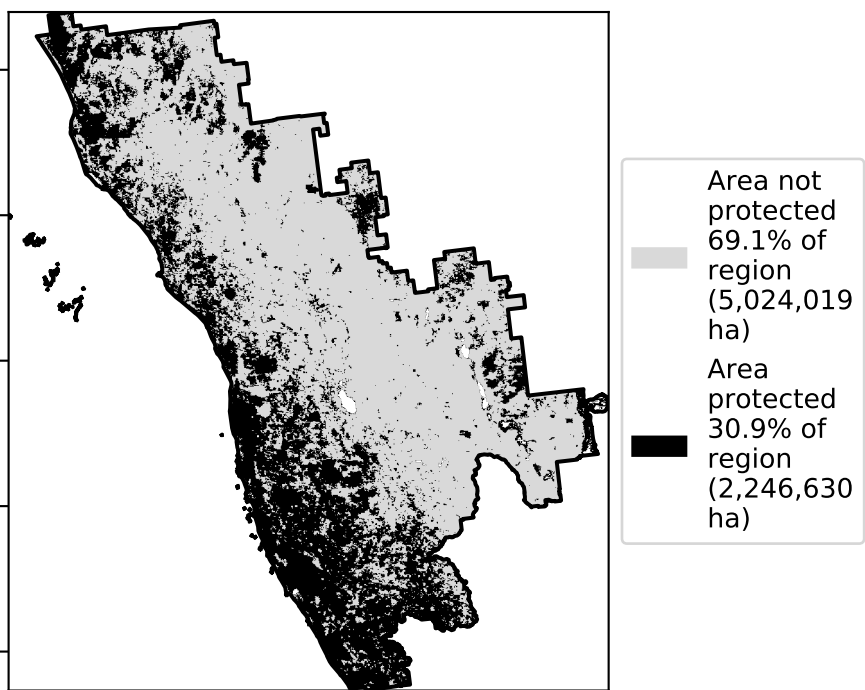 Area not
protected
69.1% of
region
(5,024,019
ha)
Area
protected
30.9% of
region
(2,246,630
ha)